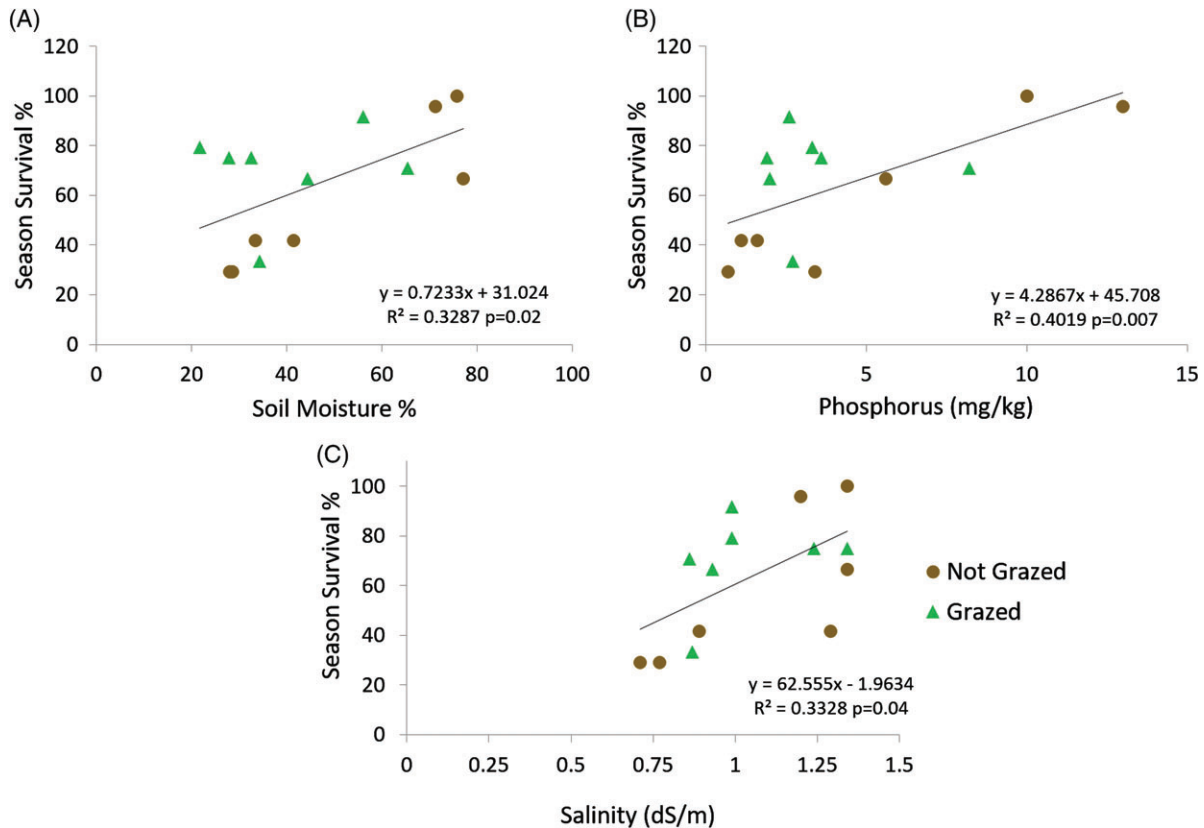 (A)
120
100
80
60
40
20
0
Season Survival %
0 20 40 60 80 100
Soil Moisture %
y = 0.7233x + 31.024
R² = 0.3287 p=0.02
(B)
120
100
80
60
40
20
0
Season Survival %
0 5 10 15
Phosphorus (mg/kg)
y = 4.2867x + 45.708
R² = 0.4019 p=0.007
(C)
100
80
60
40
20
0
Season Survival %
0 0.25 0.5 0.75 1 1.25 1.5
Salinity (dS/m)
y = 62.555x - 1.9634
R² = 0.3328 p=0.04
Not Grazed
Grazed